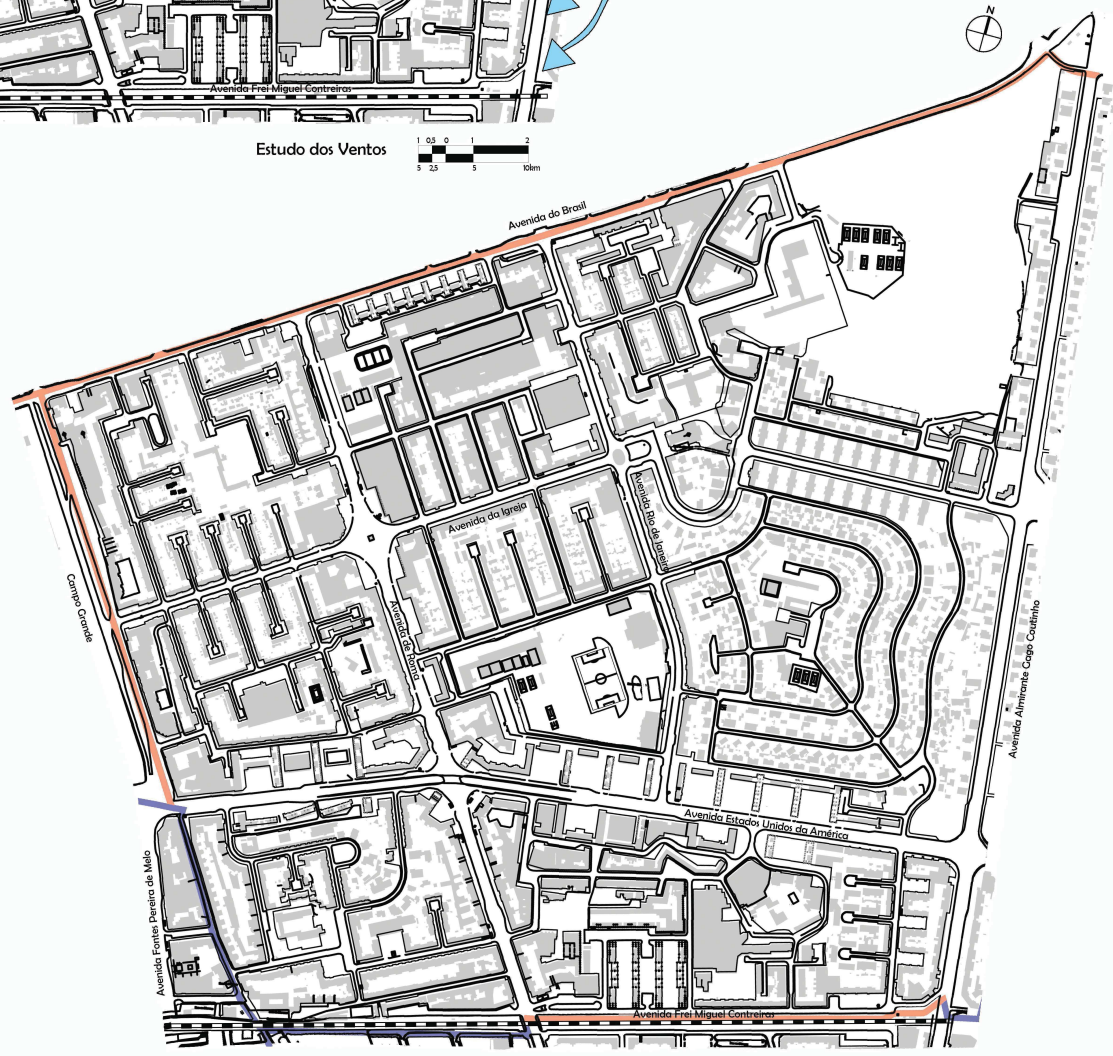 N
Avenida Frei Miguel Contreiras
Estudo dos Ventos
1 0,5 0 1 2
5 2,5 5 10km
Avenida do Brasil
Avenida da Igreja
Avenida Rio de Janeiro
Campo Grande
Avenida de Roma
Avenida Almirante Gago Coutinho
Avenida Estados Unidos da América
Avenida Fontes Pereira de Melo
Avenida Frei Miguel Contreiras